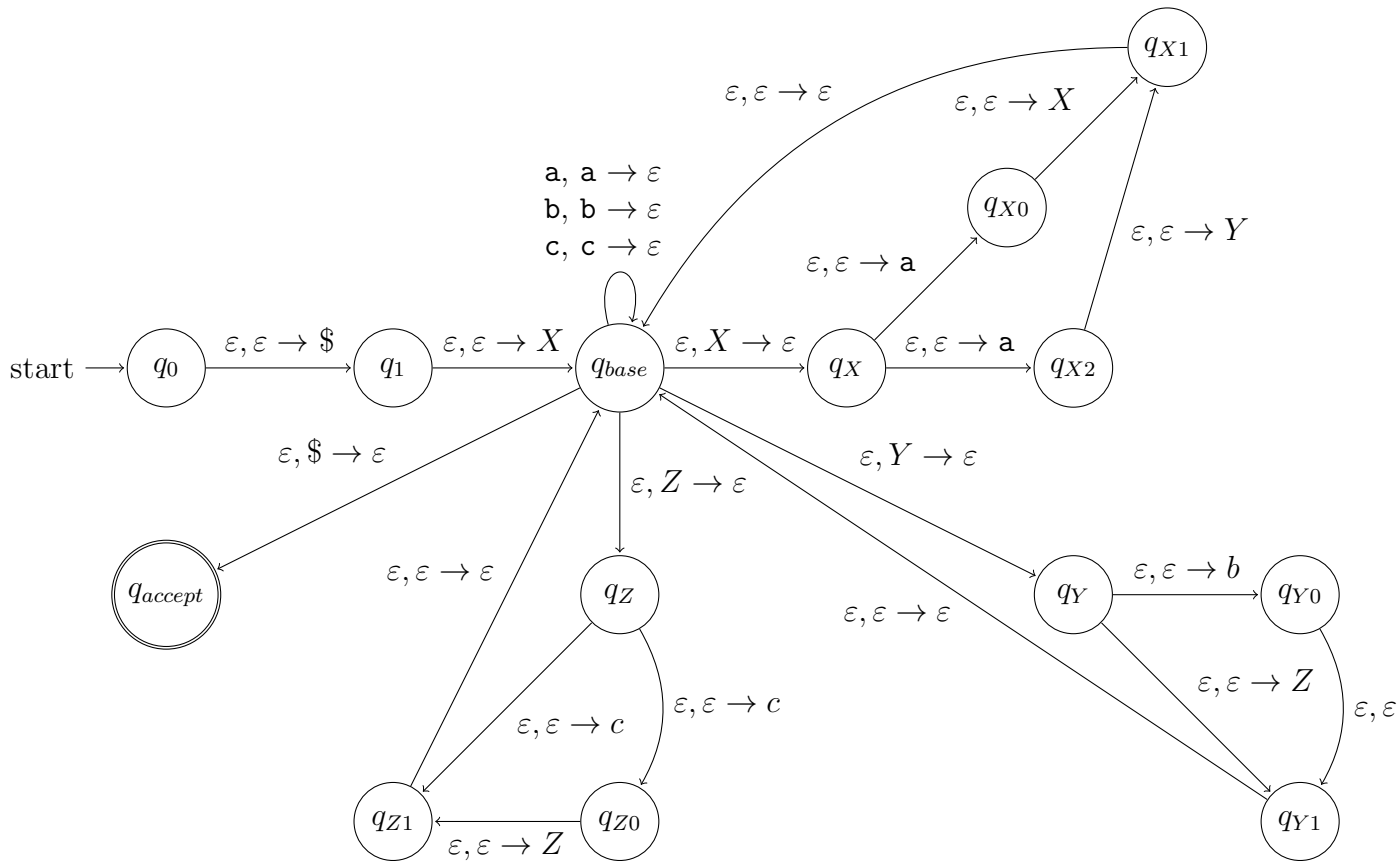 q_{X1}
ε, ε → ε
ε, ε → X
a, a → ε
b, b → ε
c, c → ε
q_{X0}
ε, ε → Y
ε, ε → a
start
q_0
ε, ε → $
q_1
ε, ε → X
q_{base}
ε, X → ε
q_X
ε, ε → a
q_{X2}
ε, $ → ε
ε, Z → ε
ε, Y → ε
q_{accept}
ε, ε → ε
q_Z
ε, ε → ε
q_Y
ε, ε → b
q_{Y0}
ε, ε → c
ε, ε → c
ε, ε → Z
ε, ε
q_{Z1}
ε, ε → Z
q_{Z0}
q_{Y1}